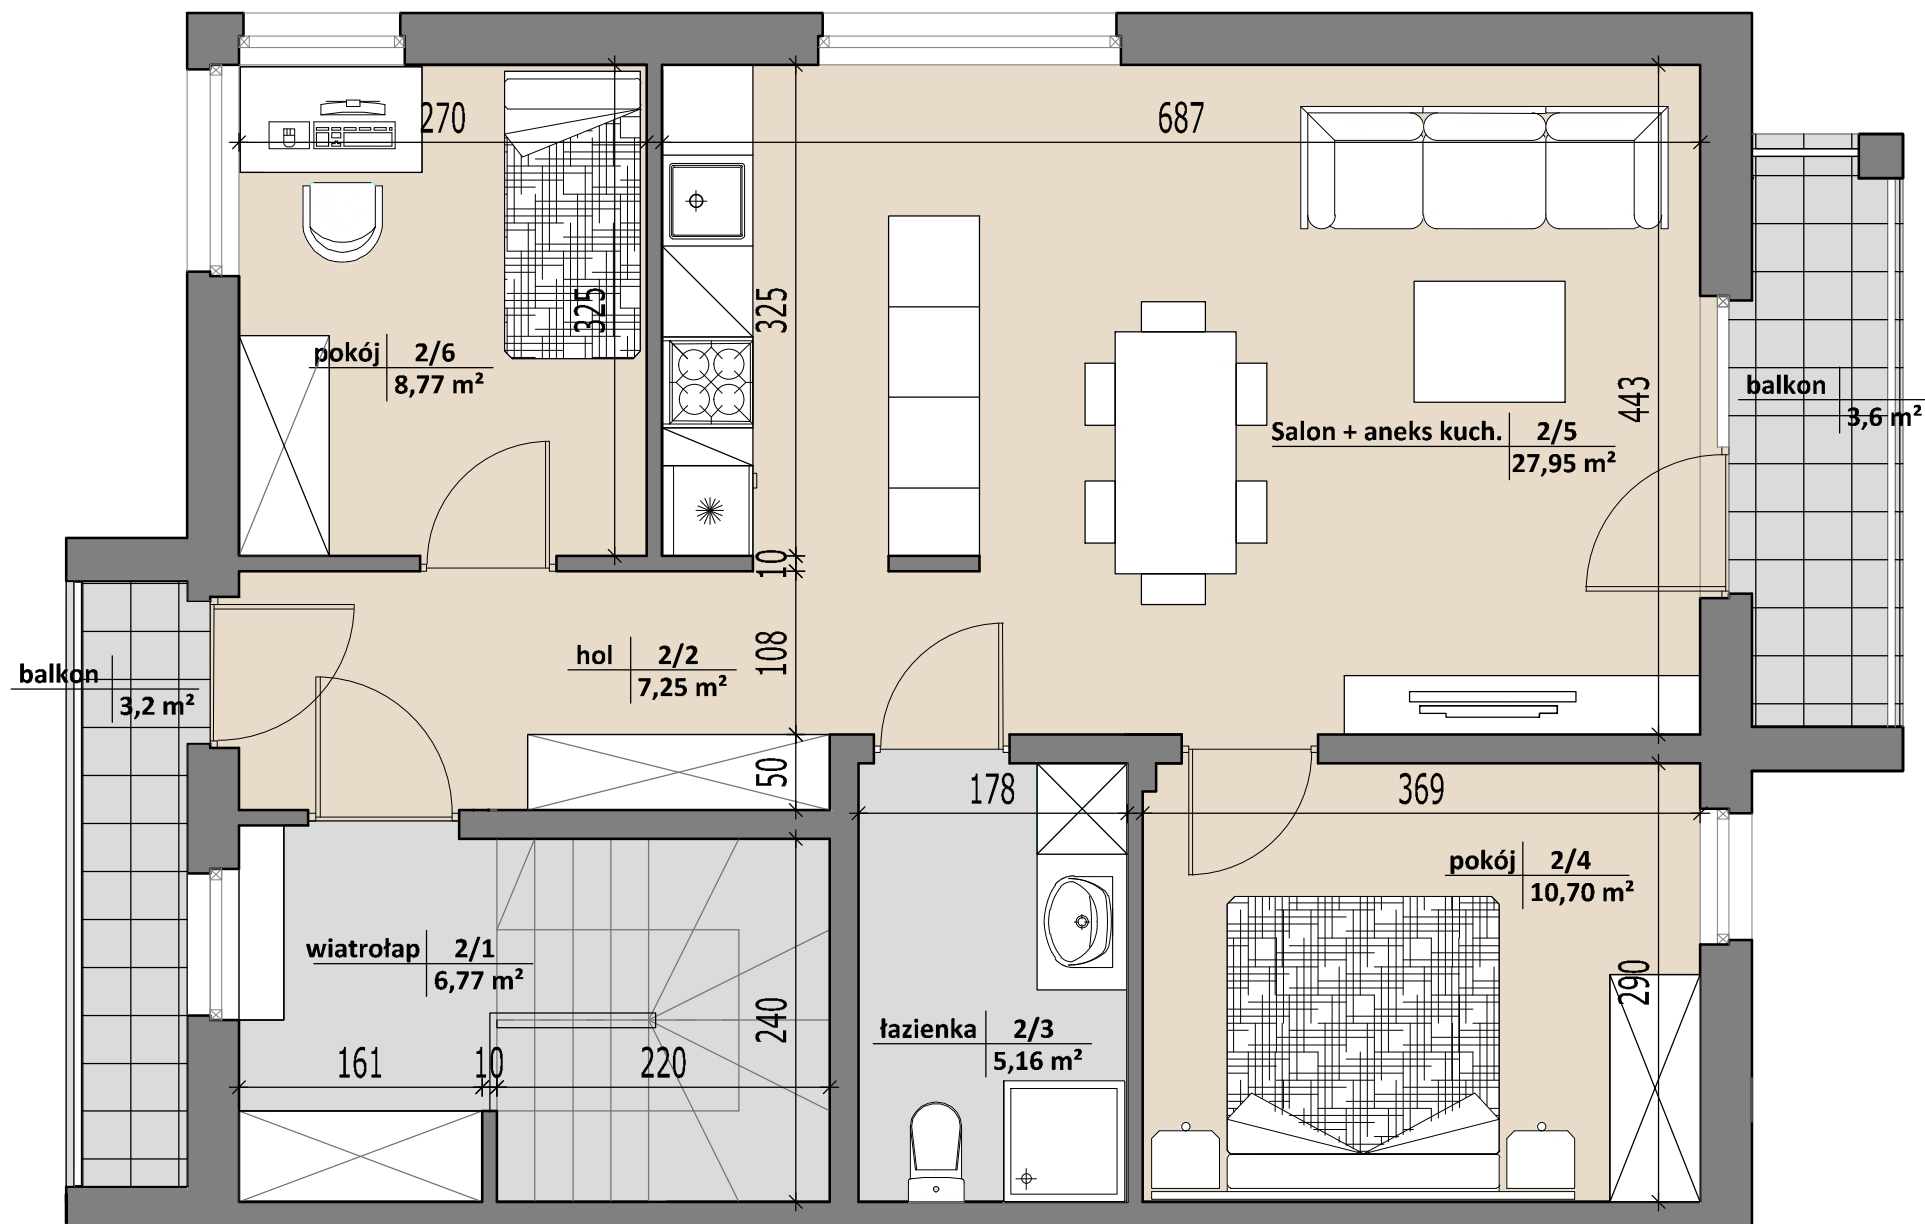 270
687
325
325
pokój 2/6
8,77 m²
443
balkon
3,6 m²
Salon + aneks kuch. 2/5
27,95 m²
10
108
hol 2/2
7,25 m²
balkon
3,2 m²
50
178
369
pokój 2/4
10,70 m²
wiatrołap 2/1
6,77 m²
290
240
łazienka 2/3
5,16 m²
161
10
220